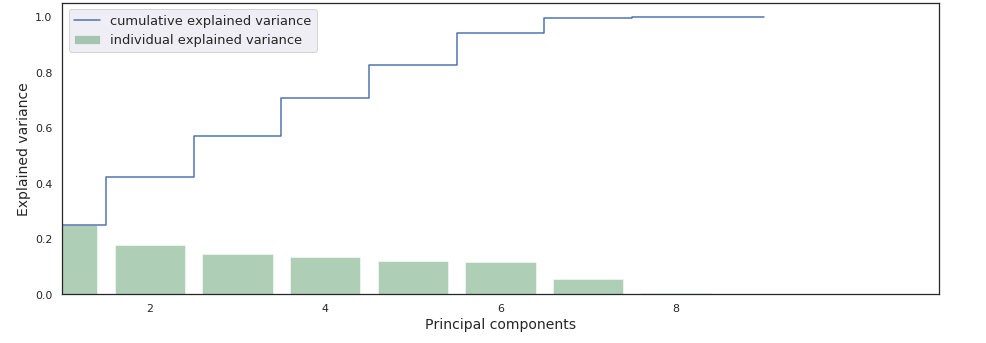 cumulative explained variance
individual explained variance
Explained variance
1.0
0.8
0.6
0.4
0.2
0.0
2 4 6 8
Principal components